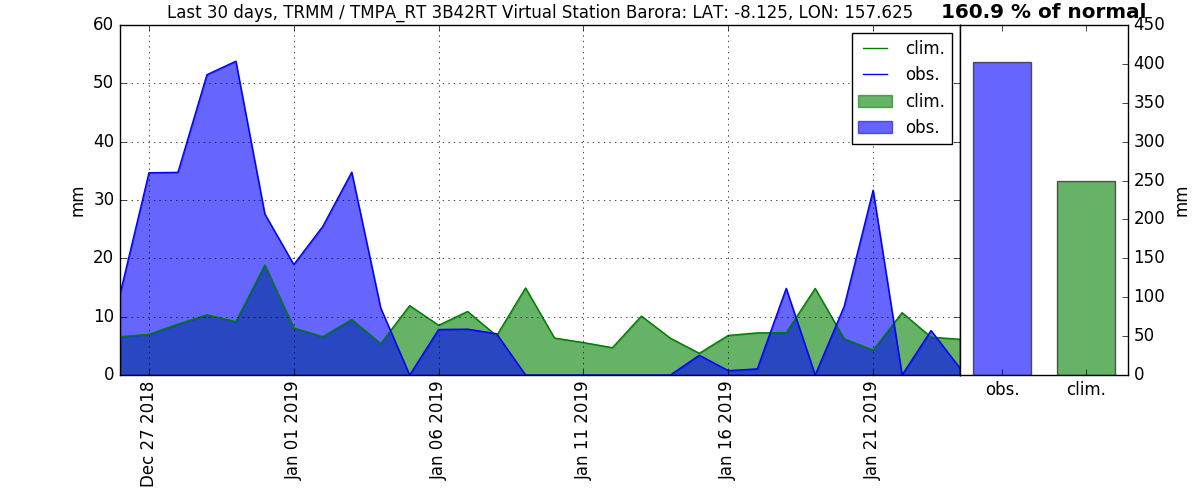 Last 30 days, TRMM / TMPA_RT 3B42RT Virtual Station Barora: LAT: -8.125, LON: 157.625
160.9 % of normal
60
50
40
30
20
10
0
mm
clim.
obs.
clim.
obs.
450
400
350
300
250
200
150
100
50
0
mm
Dec 27 2018
Jan 01 2019
Jan 06 2019
Jan 11 2019
Jan 16 2019
Jan 21 2019
obs.
clim.